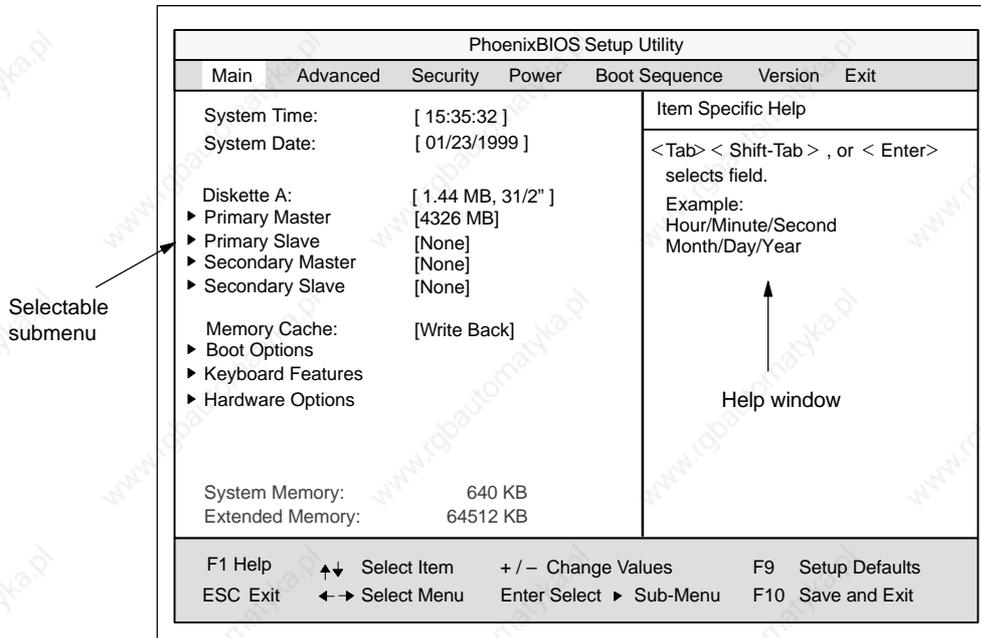 PhoenixBIOS Setup Utility
Main Advanced Security Power Boot Sequence Version Exit
System Time: [ 15:35:32 ]
System Date: [ 01/23/1999 ]
Diskette A: [ 1.44 MB, 31/2” ]
Primary Master [4326 MB]
Primary Slave [None]
Secondary Master [None]
Secondary Slave [None]
Memory Cache: [Write Back]
Boot Options
Keyboard Features
Hardware Options
System Memory: 640 KB
Extended Memory: 64512 KB
Item Specific Help
<Tab> < Shift-Tab > , or < Enter>
selects field.
Example:
Hour/Minute/Second
Month/Day/Year
Help window
Selectable
submenu
F1 Help Select Item + / – Change Values F9 Setup Defaults
ESC Exit Select Menu Enter Select Sub-Menu F10 Save and Exit
www.rgbautomatyka.pl